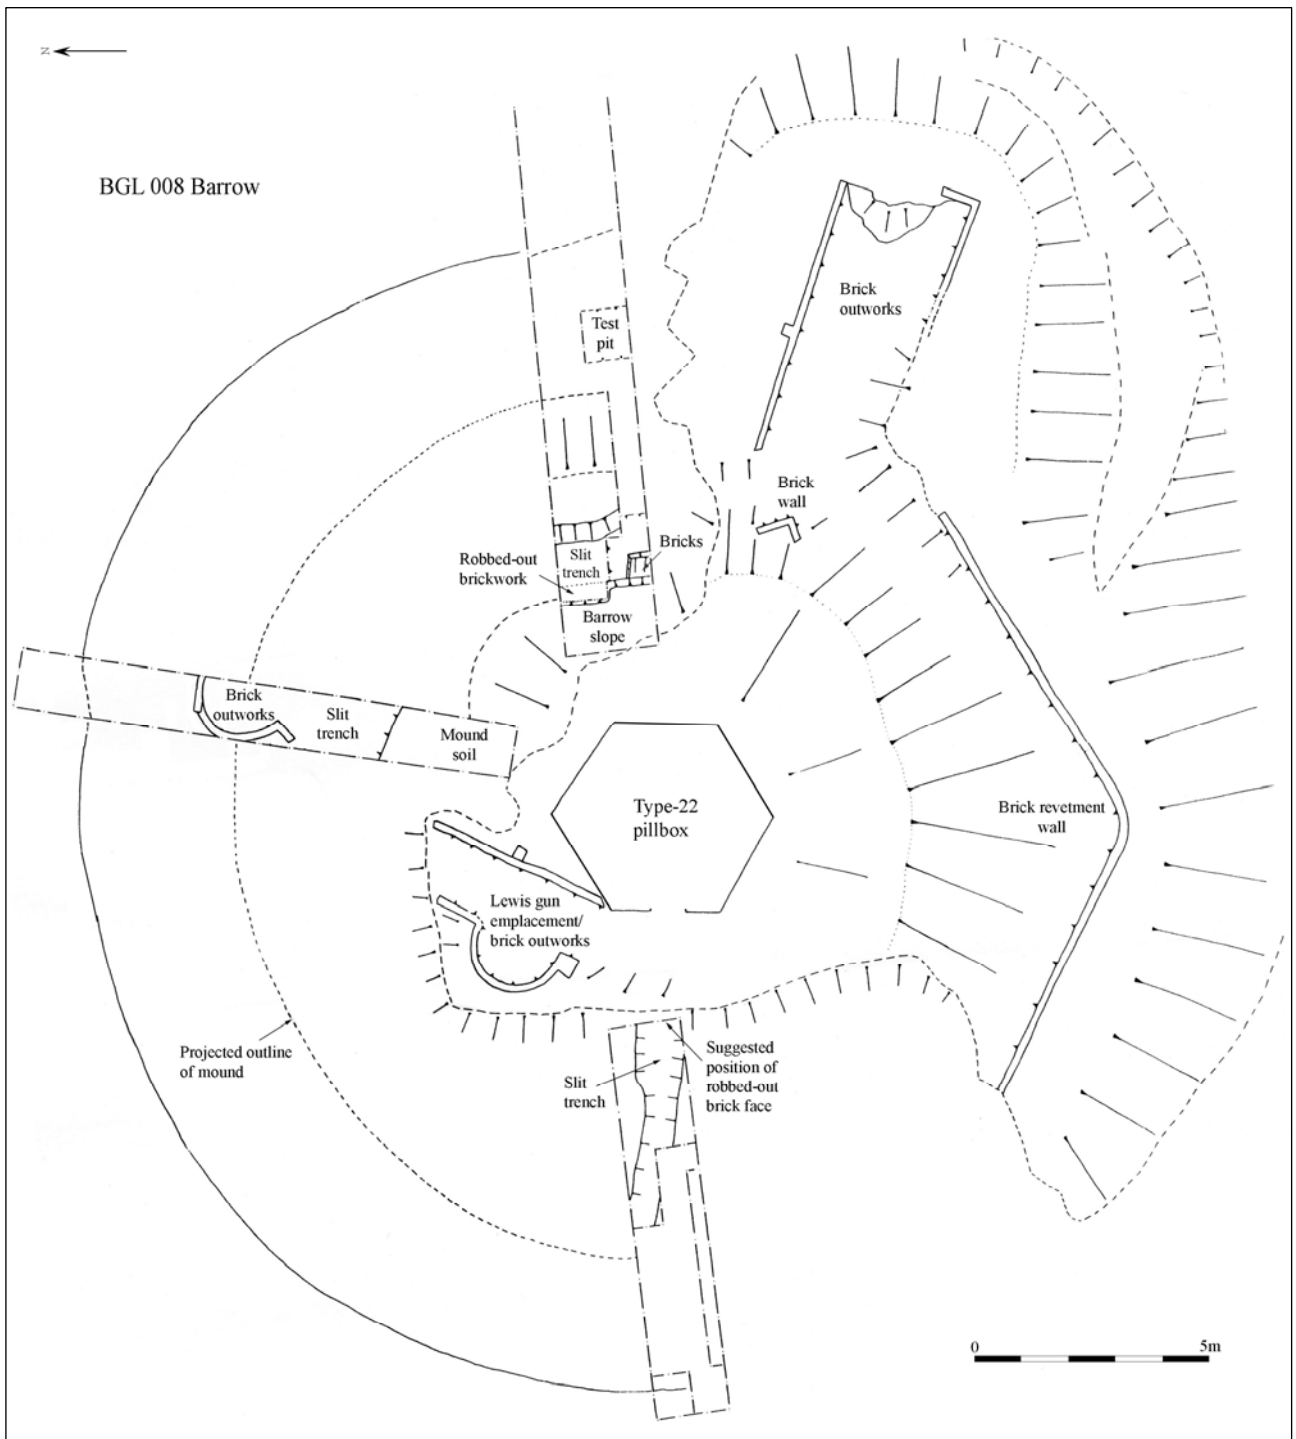 N
BGL 008 Barrow
Test
pit
Brick
outworks
Brick
wall
Bricks
Robbed-out
brickwork
Slit
trench
Barrow
slope
Brick
outworks
Slit
trench
Mound
soil
Type-22
pillbox
Brick revetment
wall
Lewis gun
emplacement/
brick outworks
Projected outline
of mound
Slit
trench
Suggested
position of
robbed-out
brick face
0 5m